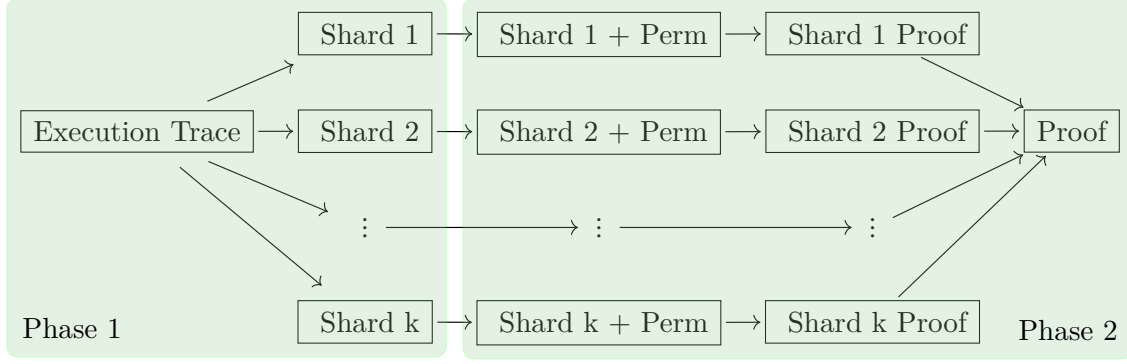 Shard 1
Shard 1 + Perm
Shard 1 Proof
Execution Trace
Shard 2
Shard 2 + Perm
Shard 2 Proof
Proof
⋮
⋮
⋮
Shard k
Shard k + Perm
Shard k Proof
Phase 1
Phase 2